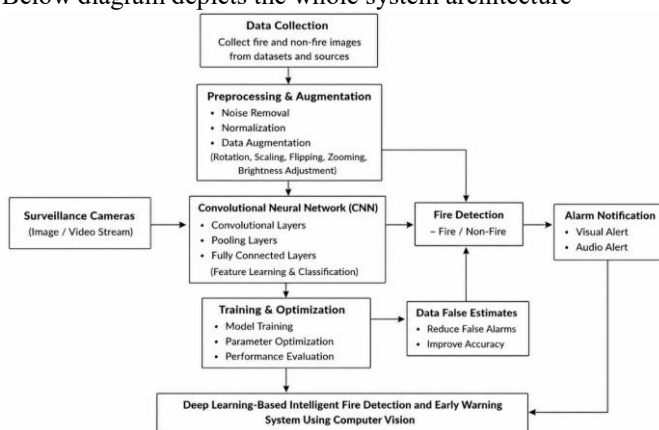 Below diagram depicts the whole system architecture
Data Collection
Collect fire and non-fire images
from datasets and sources
Preprocessing & Augmentation
• Noise Removal
• Normalization
• Data Augmentation
(Rotation, Scaling, Flipping, Zooming,
Brightness Adjustment)
Surveillance Cameras
(Image / Video Stream)
Convolutional Neural Network (CNN)
• Convolutional Layers
• Pooling Layers
• Fully Connected Layers
(Feature Learning & Classification)
Fire Detection
– Fire / Non-Fire
Alarm Notification
• Visual Alert
• Audio Alert
Training & Optimization
• Model Training
• Parameter Optimization
• Performance Evaluation
Data False Estimates
• Reduce False Alarms
• Improve Accuracy
Deep Learning-Based Intelligent Fire Detection and Early Warning
System Using Computer Vision